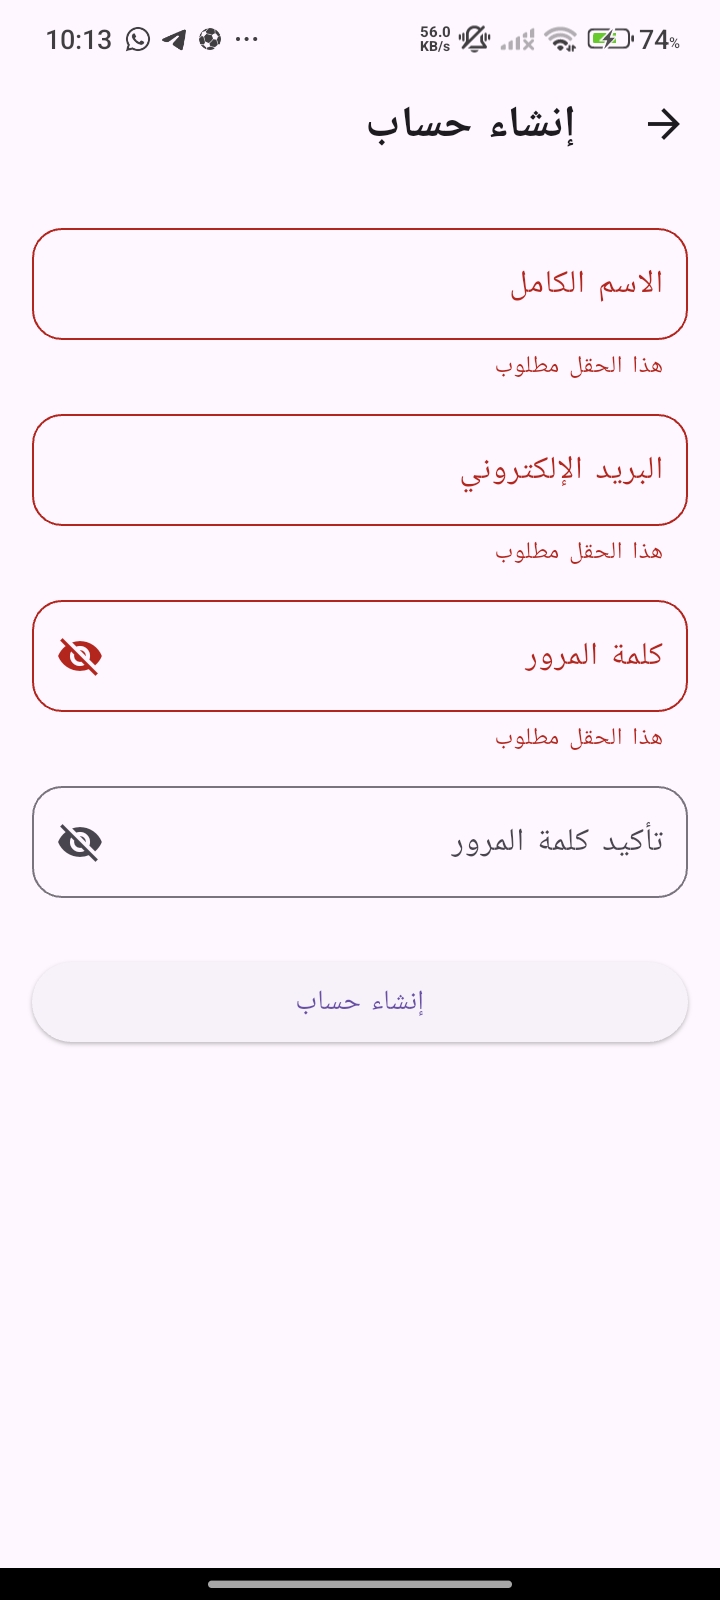 10:13 56.0 KB/s 74%
إنشاء حساب
الاسم الكامل
هذا الحقل مطلوب
البريد الإلكتروني
هذا الحقل مطلوب
كلمة المرور
هذا الحقل مطلوب
تأكيد كلمة المرور
إنشاء حساب